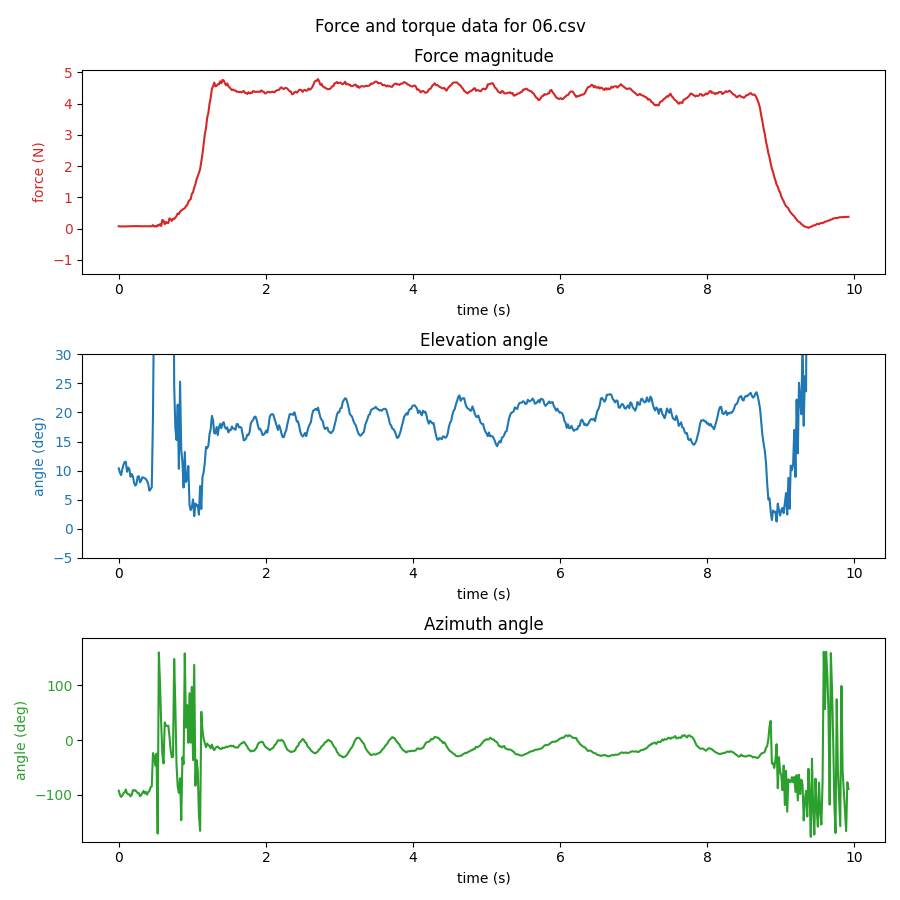 Force and torque data for 06.csv
Force magnitude
force (N)
5
4
3
2
1
0
−1
0 2 4 6 8 10
time (s)
Elevation angle
angle (deg)
30
25
20
15
10
5
0
−5
0 2 4 6 8 10
time (s)
Azimuth angle
angle (deg)
100
0
−100
0 2 4 6 8 10
time (s)